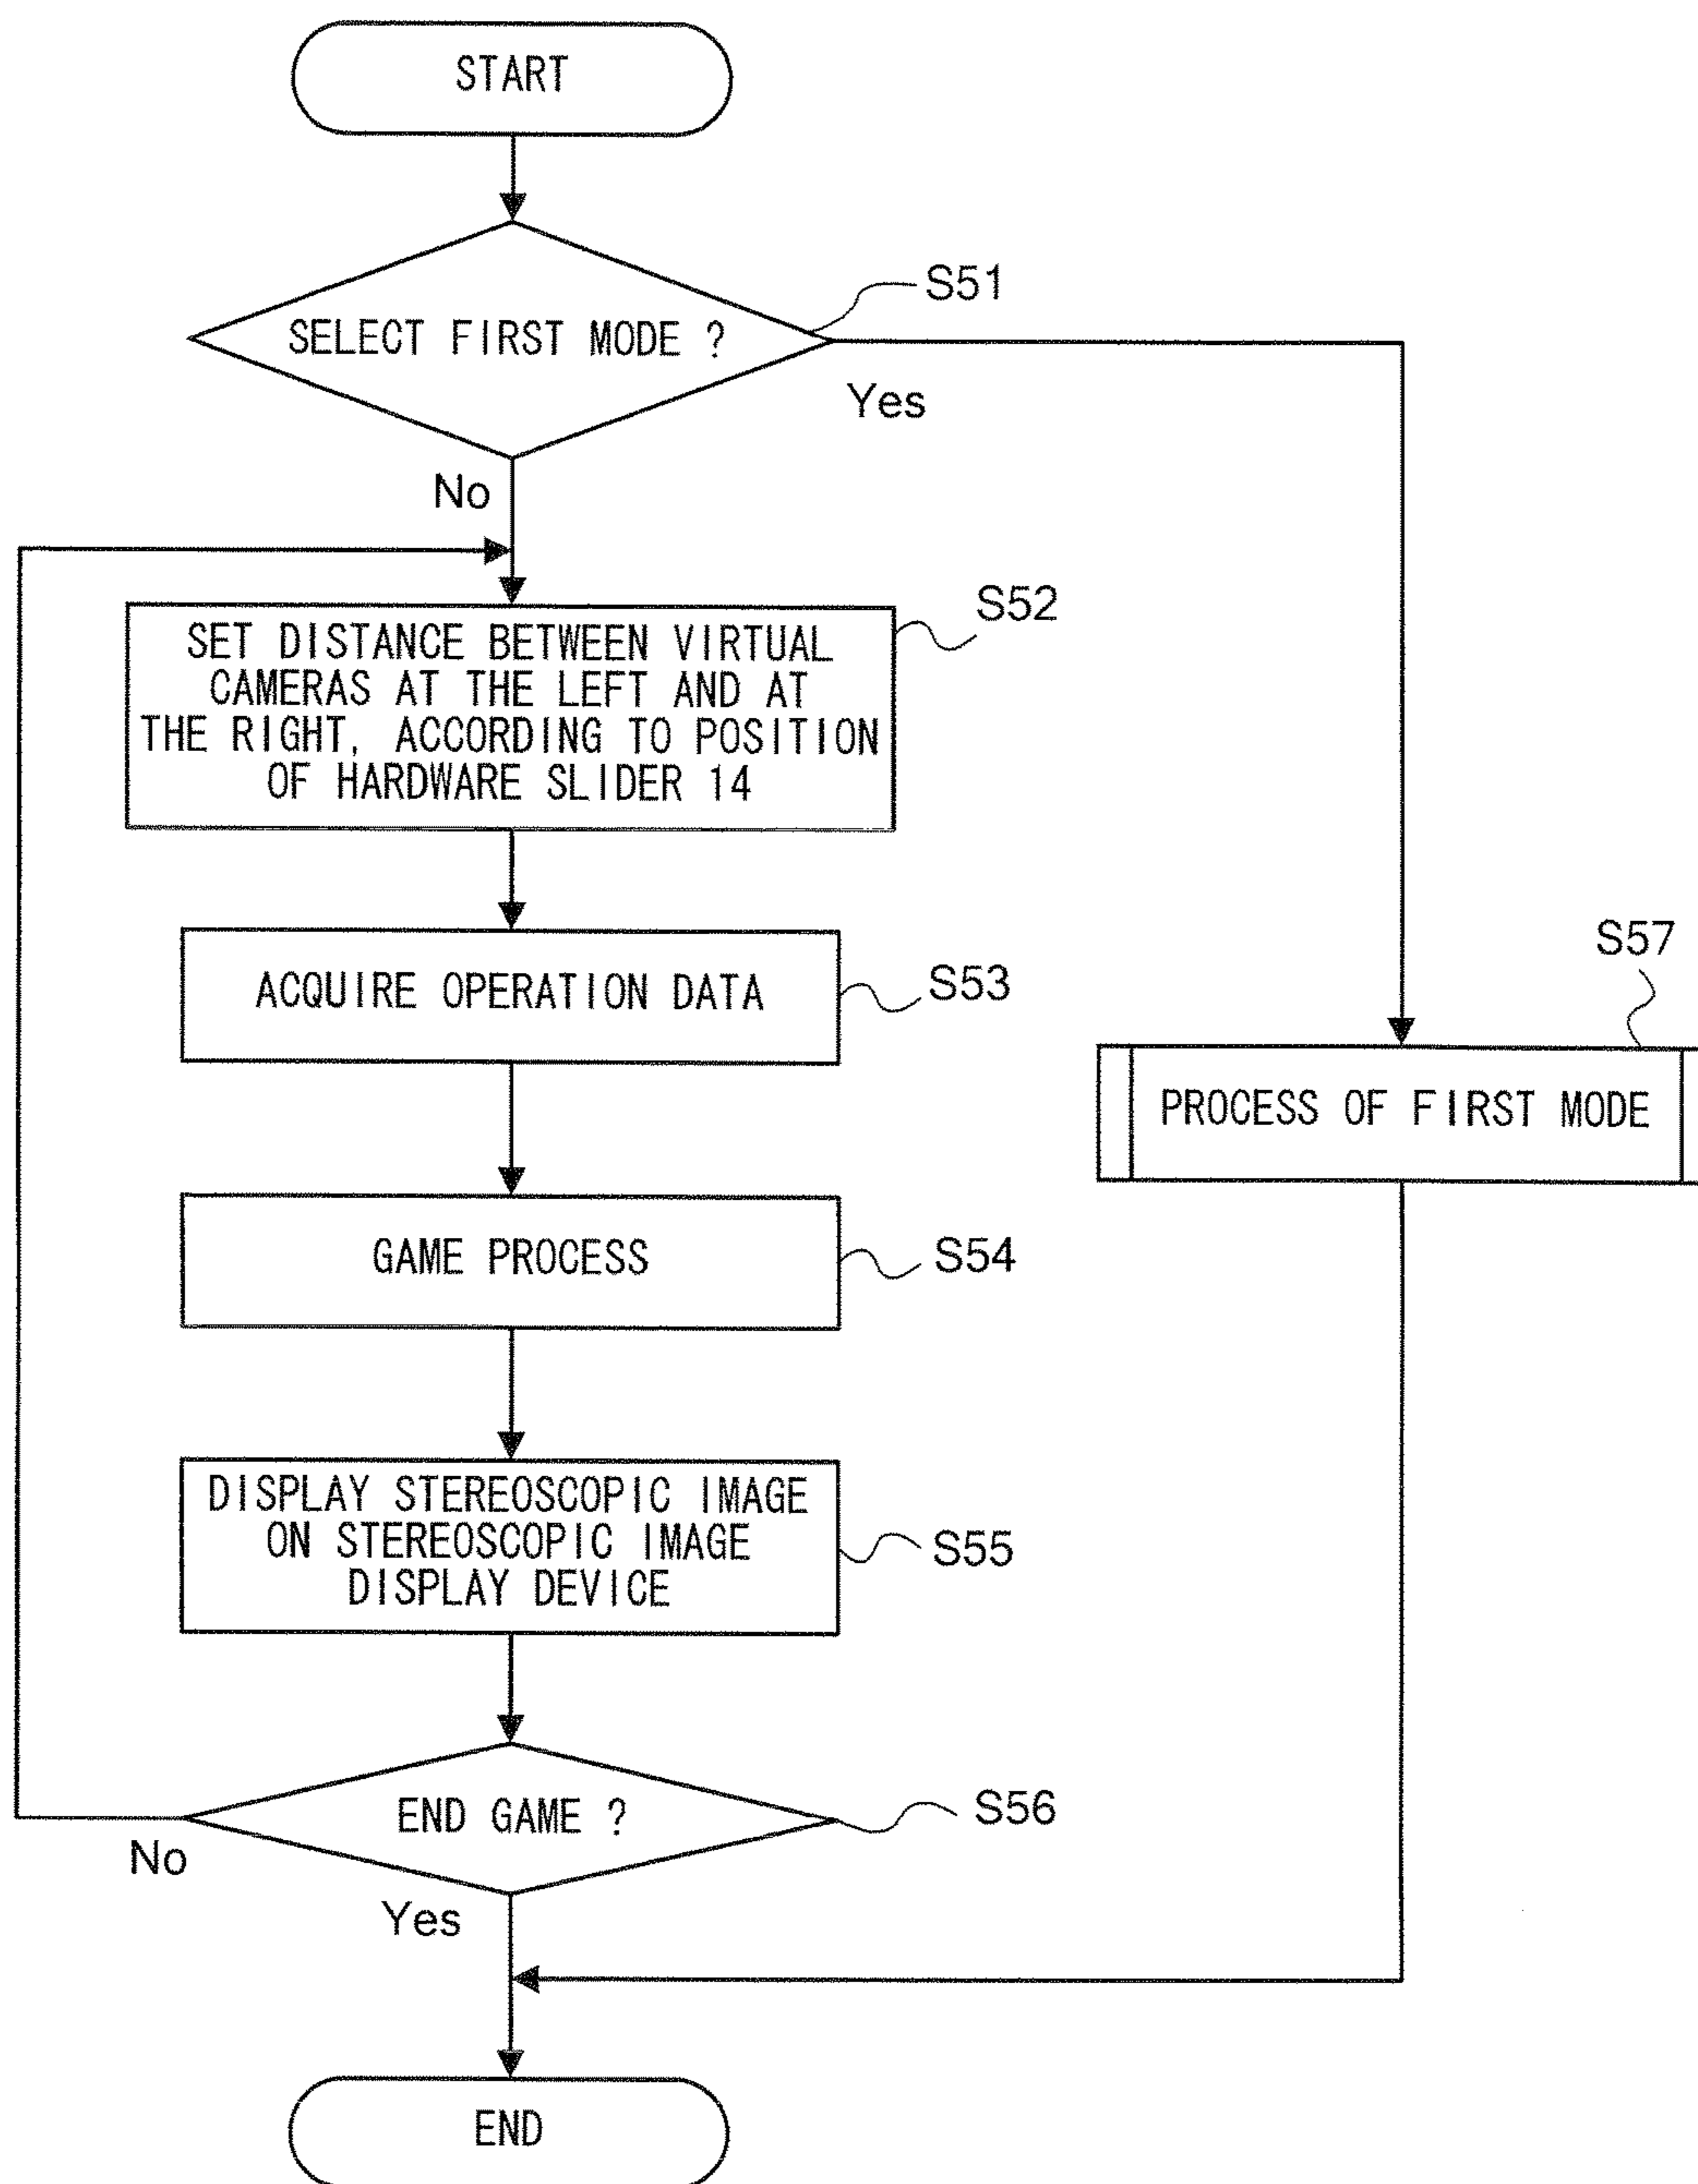 START
SELECT FIRST MODE ?
S51
Yes
No
S52
SET DISTANCE BETWEEN VIRTUAL
CAMERAS AT THE LEFT AND AT
THE RIGHT, ACCORDING TO POSITION
OF HARDWARE SLIDER 14
ACQUIRE OPERATION DATA
S53
S57
PROCESS OF FIRST MODE
GAME PROCESS
S54
DISPLAY STEREOSCOPIC IMAGE
ON STEREOSCOPIC IMAGE
DISPLAY DEVICE
S55
END GAME ?
S56
No
Yes
END